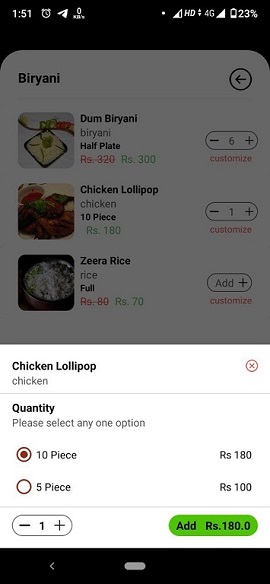 1:51
0
KB/s
HD
4G
23%
Biryani
Dum Biryani
biryani
Half Plate
Rs. 320 Rs. 300
6
customize
Chicken Lollipop
chicken
10 Piece
Rs. 180
1
customize
Zeera Rice
rice
Full
Rs. 80 Rs. 70
Add
customize
Chicken Lollipop
chicken
Quantity
Please select any one option
10 Piece Rs 180
5 Piece Rs 100
1
Add Rs.180.0